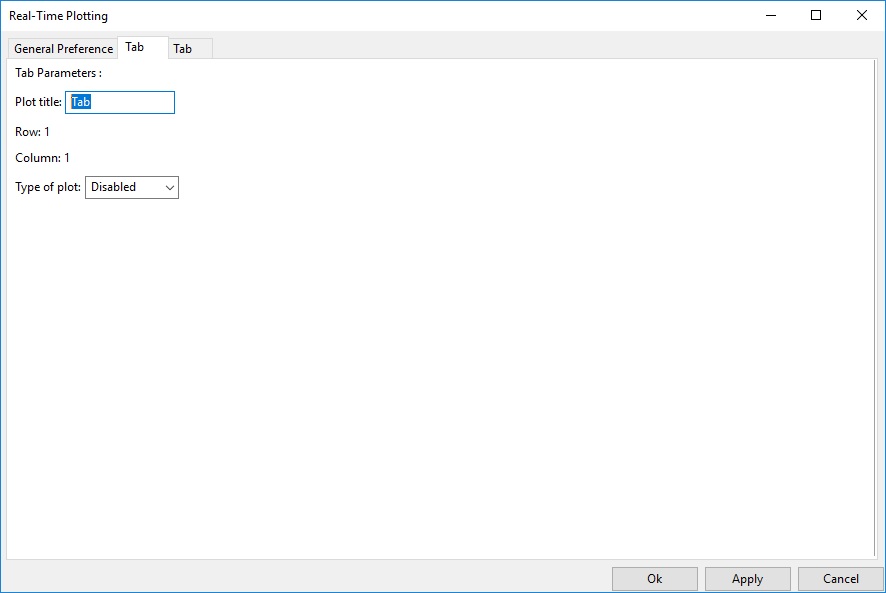 Real-Time Plotting
General Preference Tab Tab
Tab Parameters :
Plot title: Tab
Row: 1
Column: 1
Type of plot: Disabled
Ok Apply Cancel